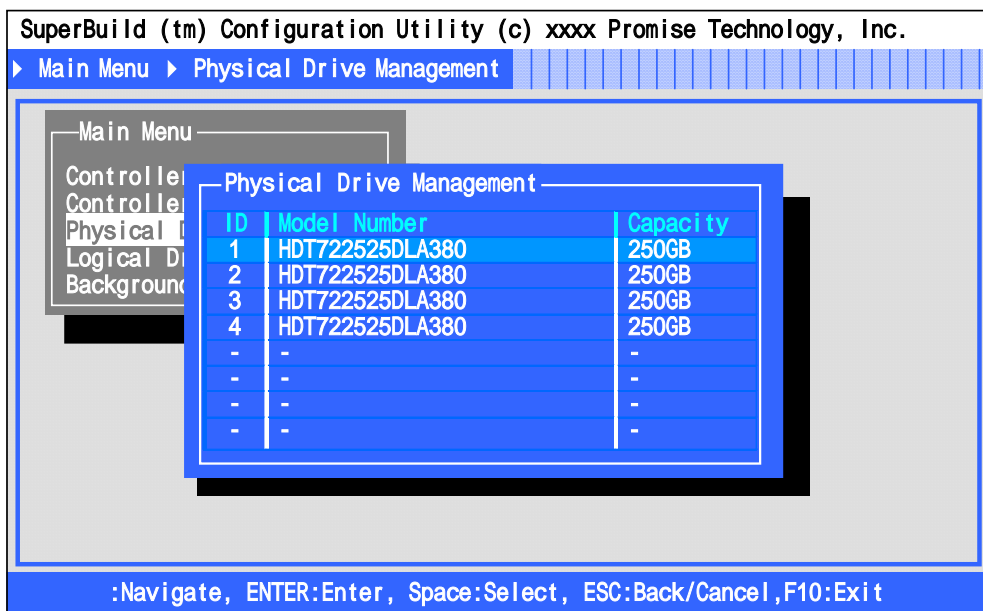 SuperBuild (tm) Configuration Utility (c) xxxx Promise Technology, Inc.
Main Menu Physical Drive Management
Main Menu
Controller
Controller
Physical D
Logical Dr
Background
Physical Drive Management
ID Model Number Capacity
1 HDT722525DLA380 250GB
2 HDT722525DLA380 250GB
3 HDT722525DLA380 250GB
4 HDT722525DLA380 250GB
- - -
- - -
- - -
- - -
:Navigate, ENTER:Enter, Space:Select, ESC:Back/Cancel,F10:Exit